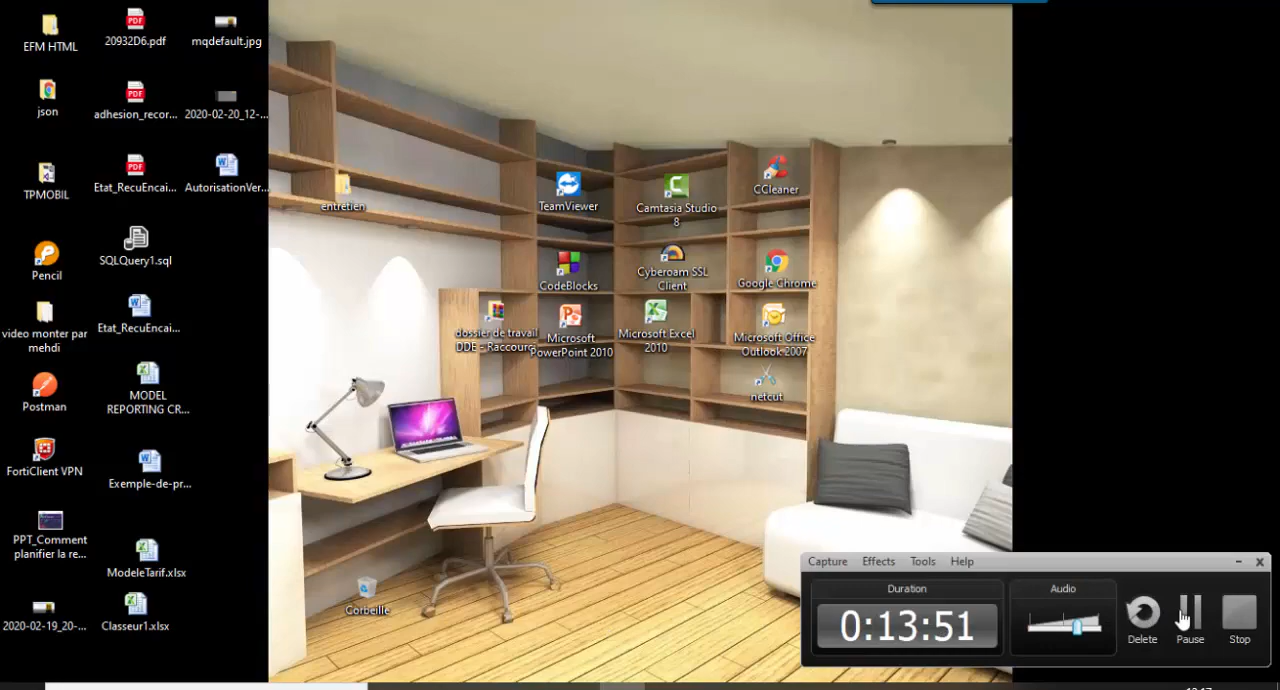 EFM HTML
20932D6.pdf
mqdefault.jpg
json
adhesion_recor...
2020-02-20_12-...
TPMOBIL
Etat_RecuEncai...
AutorisationVer...
entretien
TeamViewer
Camtasia Studio
8
CCleaner
Pencil
SQLQuery1.sql
CodeBlocks
Cyberoam SSL
Client
Google Chrome
video monter par
mehdi
Etat_RecuEncai...
dossier de travail
DDE - Raccourci
Microsoft
PowerPoint 2010
Microsoft Excel
2010
Microsoft Office
Outlook 2007
Postman
MODEL
REPORTING CR...
netcut
FortiClient VPN
Exemple-de-pr...
PPT_Comment
planifier la re...
ModeleTarif.xlsx
2020-02-19_20-...
Classeur1.xlsx
Corbeille
Capture Effects Tools Help
Duration
0:13:51
Audio
Delete
Pause
Stop